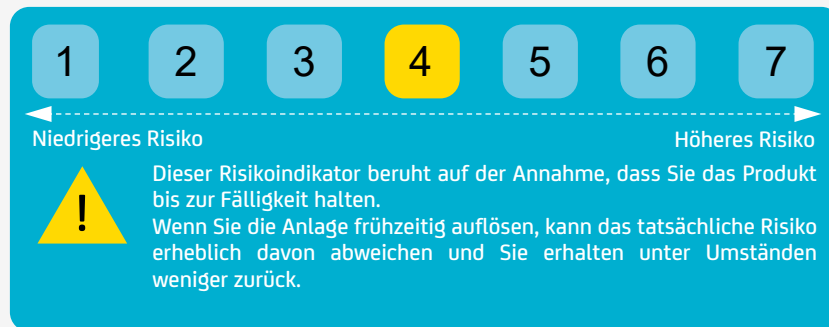 1 2 3 4 5 6 7
Niedrigeres Risiko Höheres Risiko
!
Dieser Risikoindikator beruht auf der Annahme, dass Sie das Produkt
bis zur Fälligkeit halten.
Wenn Sie die Anlage frühzeitig auflösen, kann das tatsächliche Risiko
erheblich davon abweichen und Sie erhalten unter Umständen
weniger zurück.